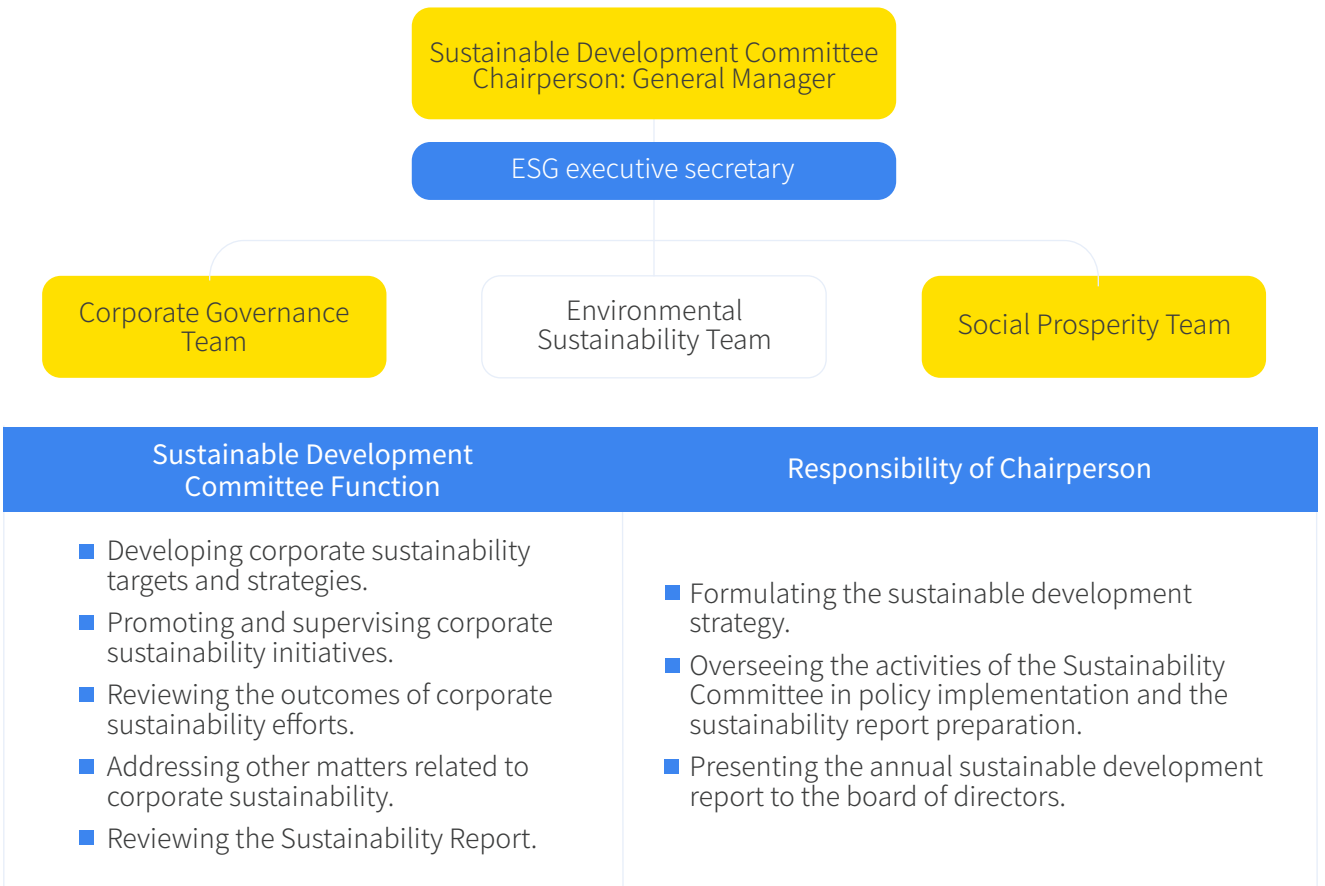 Sustainable Development Committee
Chairperson: General Manager
ESG executive secretary
Corporate Governance
Team
Environmental
Sustainability Team
Social Prosperity Team
Sustainable Development
Committee Function
Responsibility of Chairperson
Developing corporate sustainability
targets and strategies.
Promoting and supervising corporate
sustainability initiatives.
Reviewing the outcomes of corporate
sustainability efforts.
Addressing other matters related to
corporate sustainability.
Reviewing the Sustainability Report.
Formulating the sustainable development
strategy.
Overseeing the activities of the Sustainability
Committee in policy implementation and the
sustainability report preparation.
Presenting the annual sustainable development
report to the board of directors.